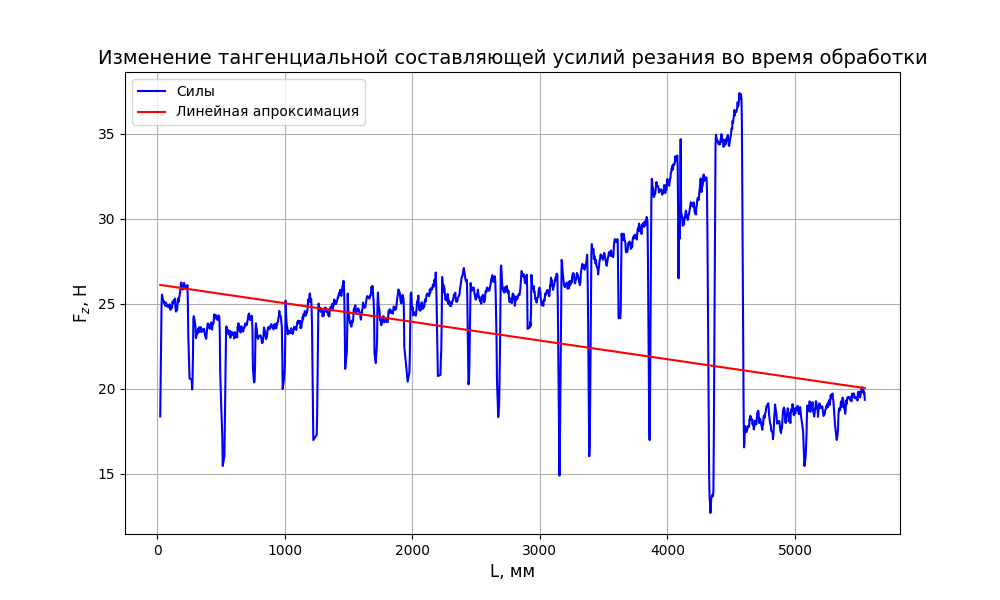 Изменение тангенциальной составляющей усилий резания во время обработки
Силы
Линейная апроксимация
35
30
25
20
15
F_z, Н
0 1000 2000 3000 4000 5000
L, мм